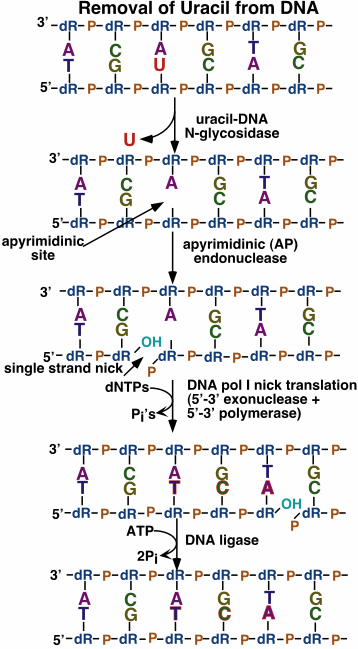 Removal of Uracil from DNA
3’ -dR-P-dR-P-dR-P-dR-P-dR-P-dR-P-
A C A G T G
T G U C A C
5’ -dR-P-dR-P-dR-P-dR-P-dR-P-dR-P-
U
uracil-DNA
N-glycosidase
3’ -dR-P-dR-P-dR-P-dR-P-dR-P-dR-P-
A C A G T G
T G C A C
5’ -dR-P-dR-P-dR-P-dR-P-dR-P-dR-P-
apyrimidinic
site
apyrimidinic (AP)
endonuclease
3’ -dR-P-dR-P-dR-P-dR-P-dR-P-dR-P-
A C A G T G
T G C A C
OH
5’ -dR-P-dR dR-P-dR-P-dR-P-dR-P-
P
single strand nick
dNTPs
Pi’s
DNA pol I nick translation
(5’-3’ exonuclease +
5’-3’ polymerase)
3’ -dR-P-dR-P-dR-P-dR-P-dR-P-dR-P-
A C A G T G
T G T C A C
OH
5’ -dR-P-dR-P-dR-P-dR-P-dR dR-P-
P
ATP
2Pi
DNA ligase
3’ -dR-P-dR-P-dR-P-dR-P-dR-P-dR-P-
A C A G T G
T G T C A C
5’ -dR-P-dR-P-dR-P-dR-P-dR-P-dR-P-